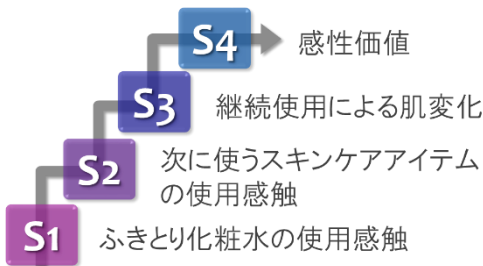 S4 感性価値
S3 継続使用による肌変化
S2 次に使うスキンケアアイテム
の使用感触
S1 ふきとり化粧水の使用感触